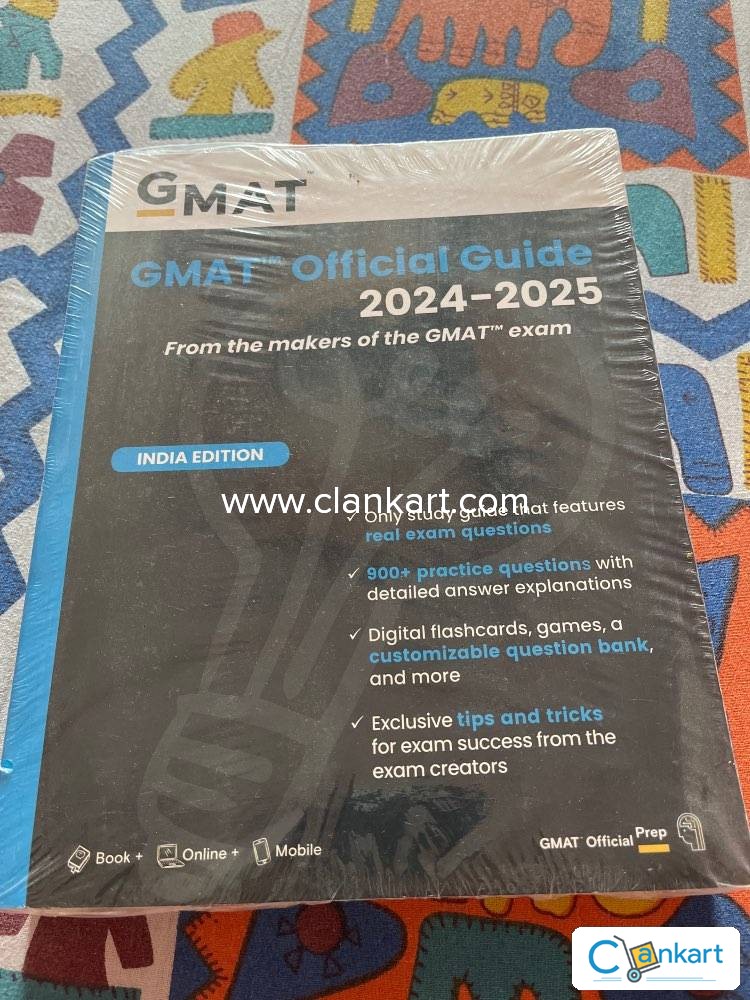 GMAT™
GMAT™ Official Guide
2024-2025
From the makers of the GMAT™ exam
INDIA EDITION
www.clankart.com
✓ Only study guide that features
real exam questions
✓ 900+ practice questions with
detailed answer explanations
✓ Digital flashcards, games, a
customizable question bank,
and more
✓ Exclusive tips and tricks
for exam success from the
exam creators
Book + Online + Mobile
GMAT™ Official Prep
Clankart